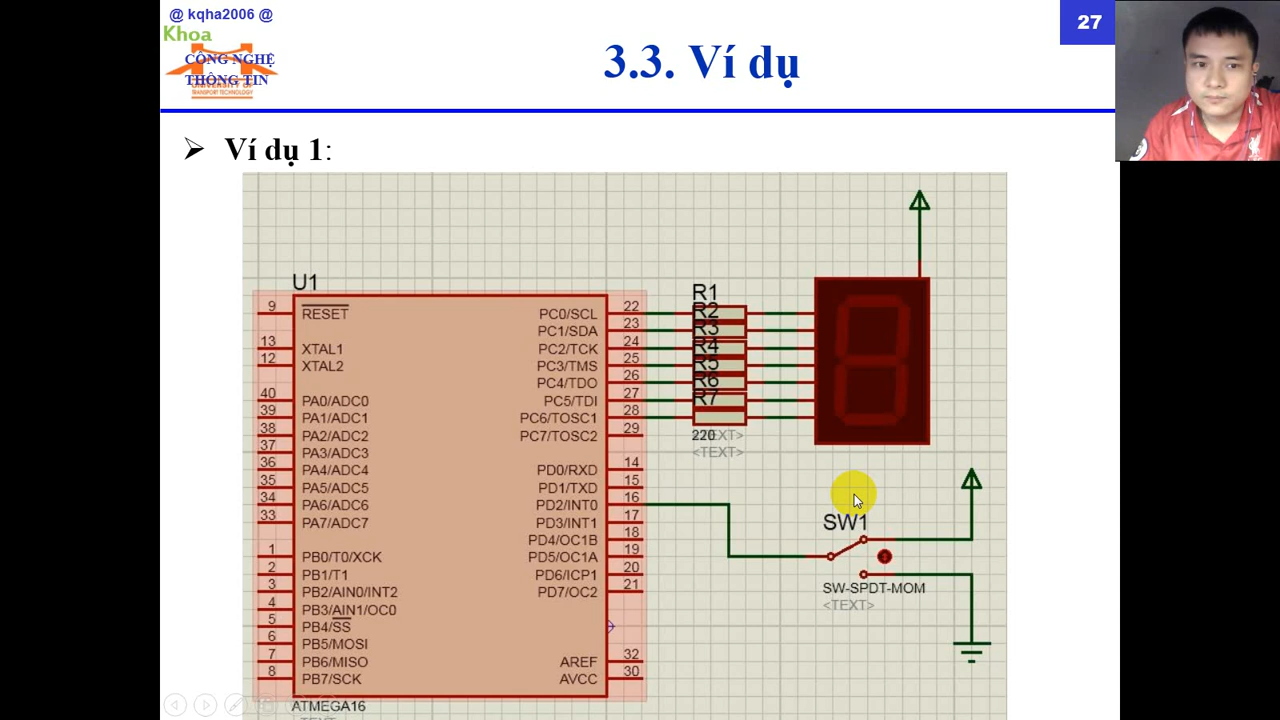 @ kqha2006 @
27
Khoa
CÔNG NGHỆ
THÔNG TIN
UNIVERSITY OF
TRANSPORT TECHNOLOGY
3.3. Ví dụ
➢ Ví dụ 1:
U1
9 RESET
13 XTAL1
12 XTAL2
40 PA0/ADC0
39 PA1/ADC1
38 PA2/ADC2
37 PA3/ADC3
36 PA4/ADC4
35 PA5/ADC5
34 PA6/ADC6
33 PA7/ADC7
1 PB0/T0/XCK
2 PB1/T1
3 PB2/AIN0/INT2
4 PB3/AIN1/OC0
5 PB4/SS
6 PB5/MOSI
7 PB6/MISO
8 PB7/SCK
PC0/SCL 22
PC1/SDA 23
PC2/TCK 24
PC3/TMS 25
PC4/TDO 26
PC5/TDI 27
PC6/TOSC1 28
PC7/TOSC2 29
PD0/RXD 14
PD1/TXD 15
PD2/INT0 16
PD3/INT1 17
PD4/OC1B 18
PD5/OC1A 19
PD6/ICP1 20
PD7/OC2 21
AREF 32
AVCC 30
ATMEGA16
R1
R2
R3
R4
R5
R6
R7
220
<TEXT>
<TEXT>
SW1
SW-SPDT-MOM
<TEXT>